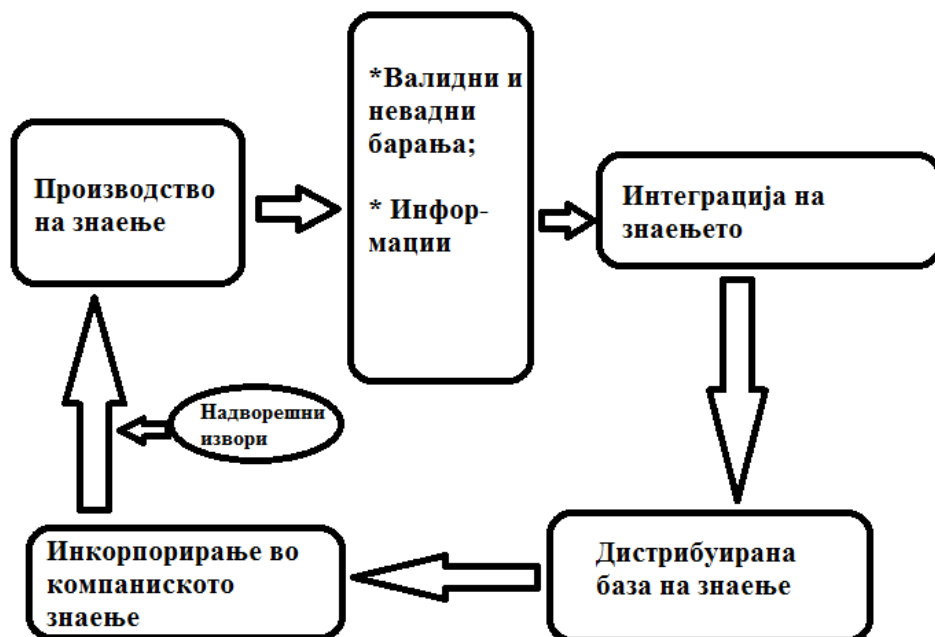 Производство
на знаење
*Валидни и
невадни
барања;
* Инфор-
мации
Интеграција на
знаењето
Надворешни
извори
Инкорпорирање во
компаниското
знаење
Дистрибуирана
база на знаење